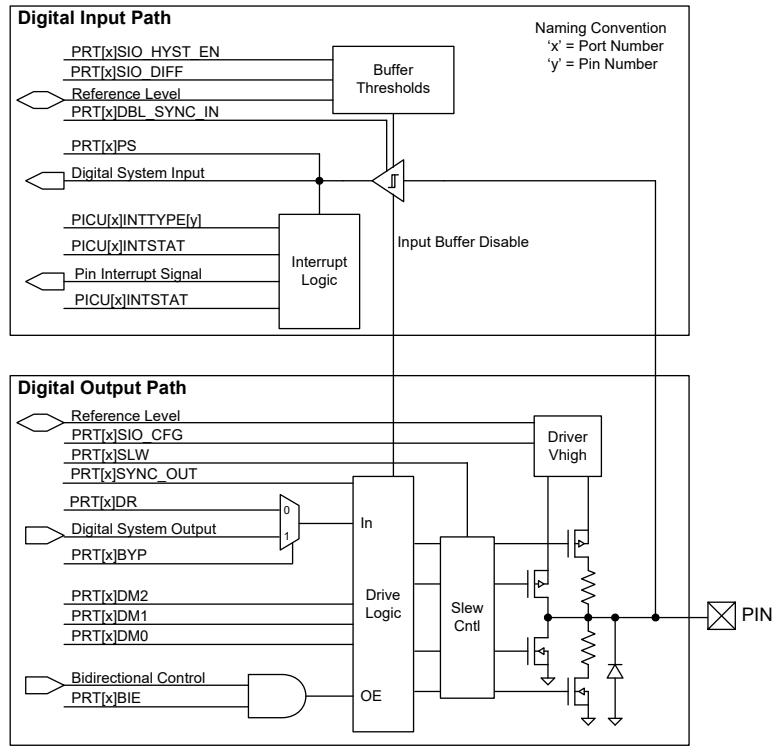 Digital Input Path
Naming Convention
'x' = Port Number
'y' = Pin Number
PRT[x]SIO_HYST_EN
PRT[x]SIO_DIFF
Reference Level
PRT[x]DBL_SYNC_IN
Buffer
Thresholds
PRT[x]PS
Digital System Input
PICU[x]INTTYPE[y]
PICU[x]INTSTAT
Pin Interrupt Signal
PICU[x]INTSTAT
Interrupt
Logic
Input Buffer Disable
Digital Output Path
Reference Level
PRT[x]SIO_CFG
PRT[x]SLW
PRT[x]SYNC_OUT
Driver
Vhigh
PRT[x]DR
Digital System Output
PRT[x]BYP
0
1
In
PRT[x]DM2
PRT[x]DM1
PRT[x]DM0
Drive
Logic
Slew
Cntl
PIN
Bidirectional Control
PRT[x]BIE
OE